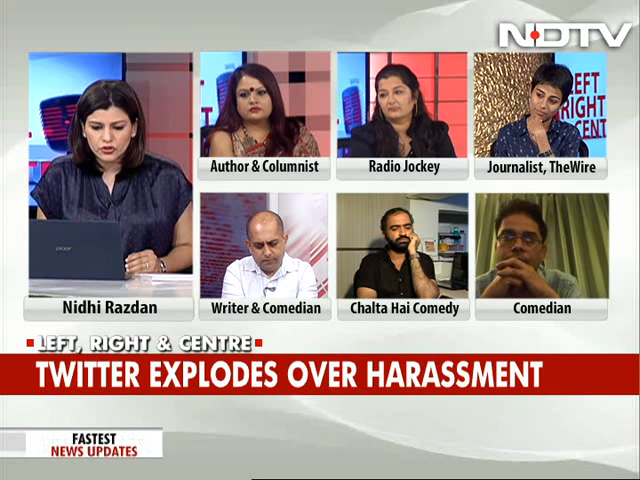 NDTV
LEFT
RIGHT
CENT
Author & Columnist
Radio Jockey
Journalist, TheWire
acer
Nidhi Razdan
Writer & Comedian
Chalta Hai Comedy
Comedian
LEFT, RIGHT & CENTRE
TWITTER EXPLODES OVER HARASSMENT
FASTEST
NEWS UPDATES